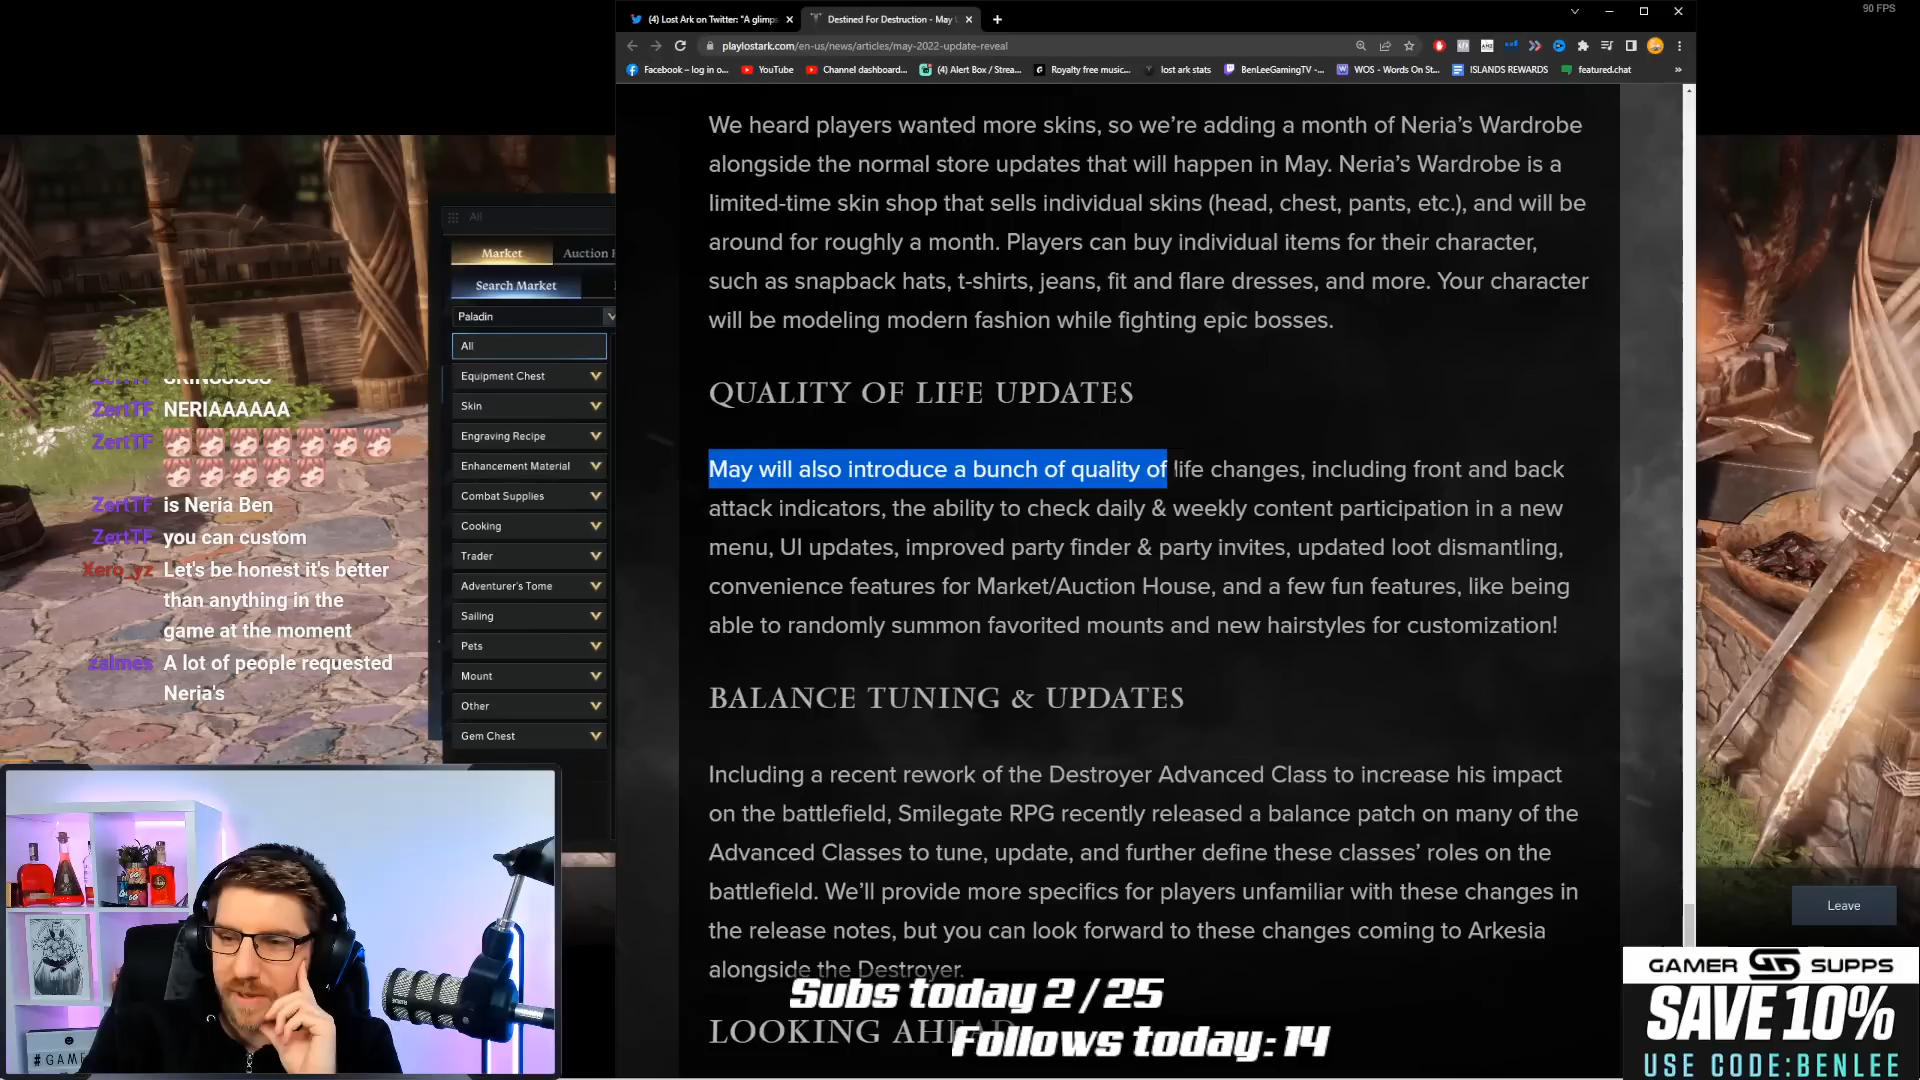 90 FPS
(4) Lost Ark on Twitter: "A glimps
Destined For Destruction - May
playlostark.com/en-us/news/articles/may-2022-update-reveal
Facebook – log in o...
YouTube
Channel dashboard...
(4) Alert Box / Strea...
Royalty free music...
lost ark stats
BenLeeGamingTV -...
WOS - Words On St...
ISLANDS REWARDS
featured.chat
We heard players wanted more skins, so we're adding a month of Neria's Wardrobe
alongside the normal store updates that will happen in May. Neria's Wardrobe is a
limited-time skin shop that sells individual skins (head, chest, pants, etc.), and will be
around for roughly a month. Players can buy individual items for their character,
such as snapback hats, t-shirts, jeans, fit and flare dresses, and more. Your character
will be modeling modern fashion while fighting epic bosses.
QUALITY OF LIFE UPDATES
May will also introduce a bunch of quality of life changes, including front and back
attack indicators, the ability to check daily & weekly content participation in a new
menu, UI updates, improved party finder & party invites, updated loot dismantling,
convenience features for Market/Auction House, and a few fun features, like being
able to randomly summon favorited mounts and new hairstyles for customization!
BALANCE TUNING & UPDATES
Including a recent rework of the Destroyer Advanced Class to increase his impact
on the battlefield, Smilegate RPG recently released a balance patch on many of the
Advanced Classes to tune, update, and further define these classes' roles on the
battlefield. We'll provide more specifics for players unfamiliar with these changes in
the release notes, but you can look forward to these changes coming to Arkesia
alongside the Destroyer.
LOOKING AHEAD
Subs today 2/25
Follows today: 14
All
Market
Auction
Search Market
Paladin
All
Equipment Chest
Skin
Engraving Recipe
Enhancement Material
Combat Supplies
Cooking
Trader
Adventurer's Tome
Sailing
Pets
Mount
Other
Gem Chest
ZertTF NERIAAAAAA
ZertTF
ZertTF is Neria Ben
ZertTF you can custom
Xero_yz Let's be honest it's better
than anything in the
game at the moment
zalmes A lot of people requested
Neria's
#GAME
Leave
GAMER SUPPS
SAVE 10%
USE CODE:BENLEE